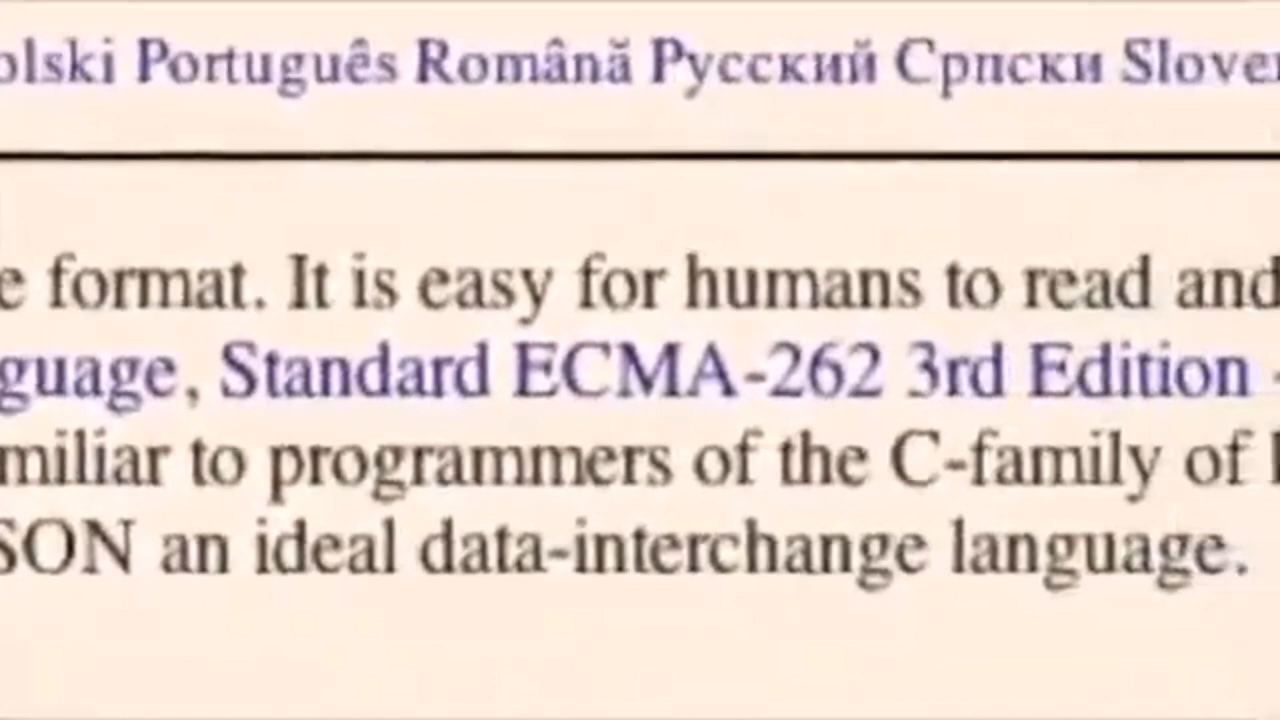 olski Português Română Русский Српски Slove
e format. It is easy for humans to read and
guage, Standard ECMA-262 3rd Edition -
miliar to programmers of the C-family of
SON an ideal data-interchange language.